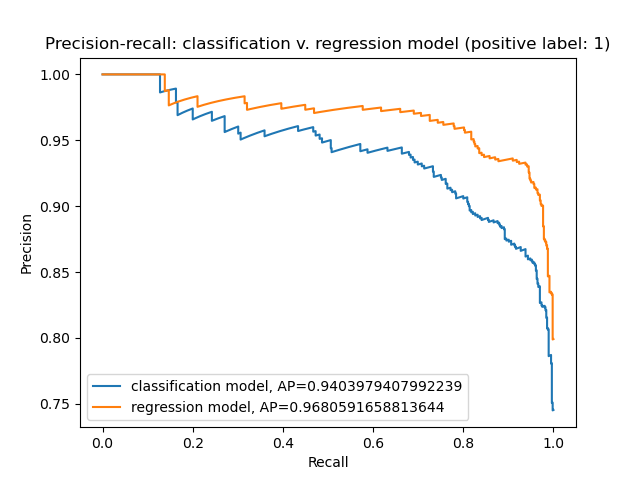 Precision-recall: classification v. regression model (positive label: 1)
1.00
0.95
0.90
0.85
0.80
0.75
Precision
classification model, AP=0.9403979407992239
regression model, AP=0.9680591658813644
0.0 0.2 0.4 0.6 0.8 1.0
Recall